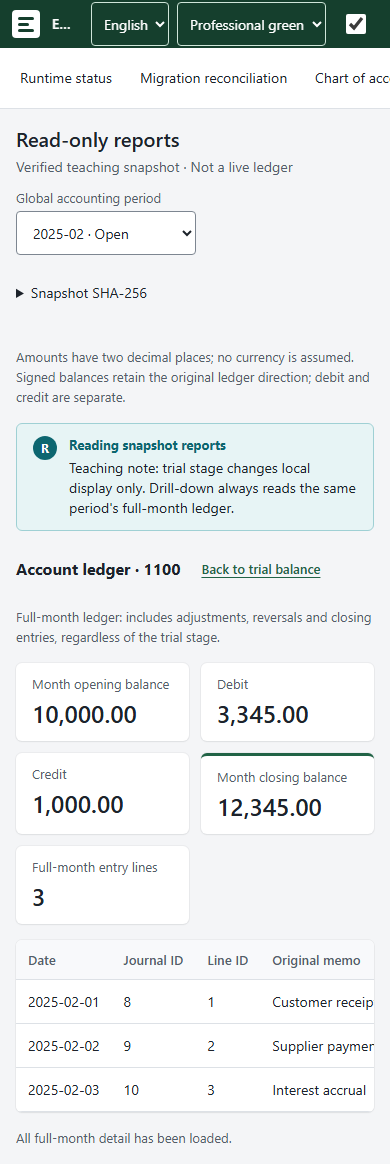 E...
English
Professional green
Runtime status
Migration reconciliation
Chart of acc
Read-only reports
Verified teaching snapshot · Not a live ledger
Global accounting period
2025-02 · Open
Snapshot SHA-256
Amounts have two decimal places; no currency is assumed.
Signed balances retain the original ledger direction; debit and
credit are separate.
R
Reading snapshot reports
Teaching note: trial stage changes local
display only. Drill-down always reads the same
period's full-month ledger.
Account ledger · 1100
Back to trial balance
Full-month ledger: includes adjustments, reversals and closing
entries, regardless of the trial stage.
Month opening balance
10,000.00
Debit
3,345.00
Credit
1,000.00
Month closing balance
12,345.00
Full-month entry lines
3
Date Journal ID Line ID Original memo
2025-02-01 8 1 Customer receip
2025-02-02 9 2 Supplier paymer
2025-02-03 10 3 Interest accrual
All full-month detail has been loaded.